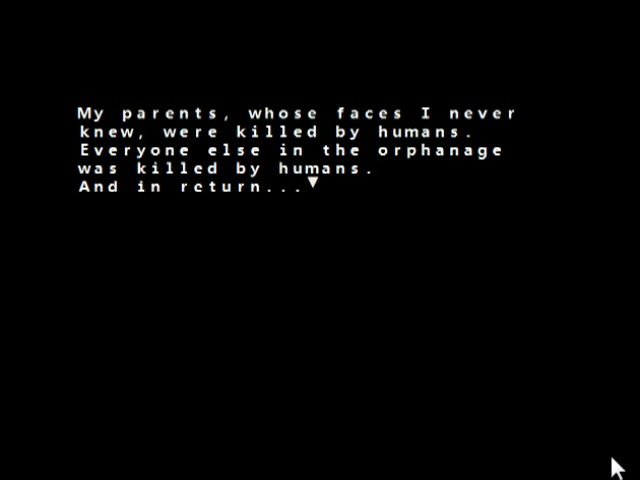 My parents, whose faces I never
knew, were killed by humans.
Everyone else in the orphanage
was killed by humans.
And in return...